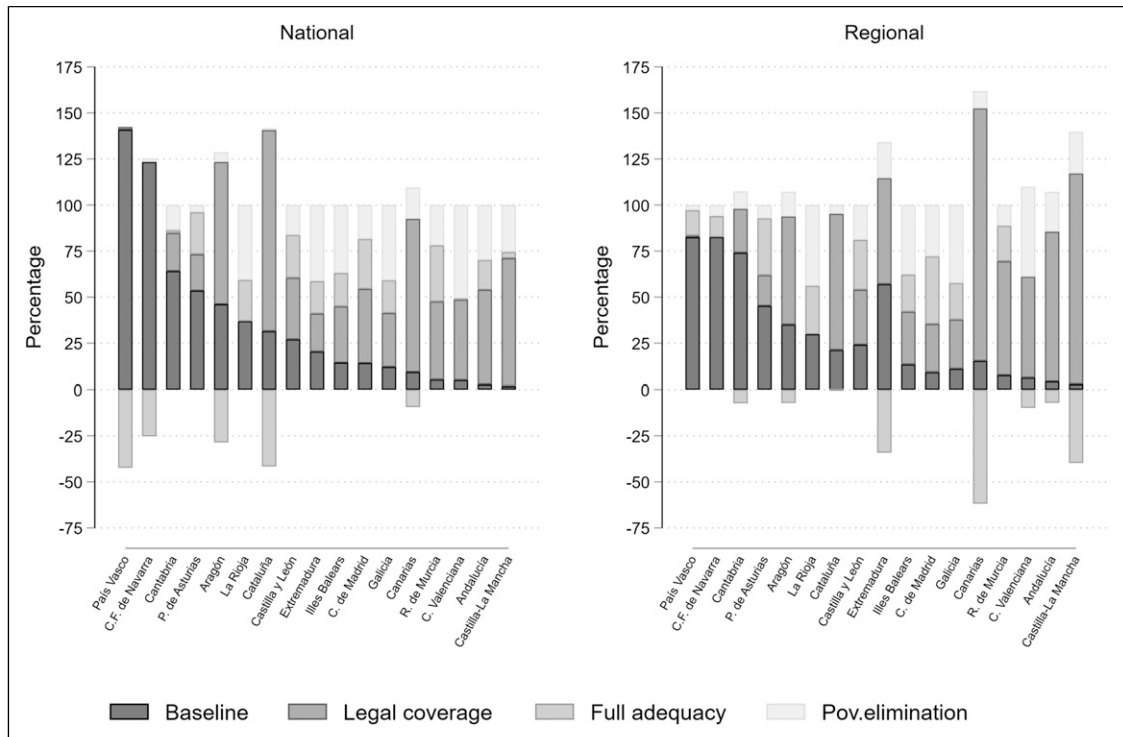 National
Regional
175
150
125
100
75
50
25
0
-25
-50
-75
Percentage
País Vasco
C.F. de Navarra
Cantabria
P. de Asturias
Aragón
La Rioja
Cataluña
Castilla y León
Extremadura
Illes Balears
C. de Madrid
Galicia
Canarias
R. de Murcia
C. Valenciana
Andalucía
Castilla-La Mancha
175
150
125
100
75
50
25
0
-25
-50
-75
Percentage
País Vasco
C.F. de Navarra
Cantabria
P. de Asturias
Aragón
La Rioja
Cataluña
Castilla y León
Extremadura
Illes Balears
C. de Madrid
Galicia
Canarias
R. de Murcia
C. Valenciana
Andalucía
Castilla-La Mancha
Baseline
Legal coverage
Full adequacy
Pov.elimination